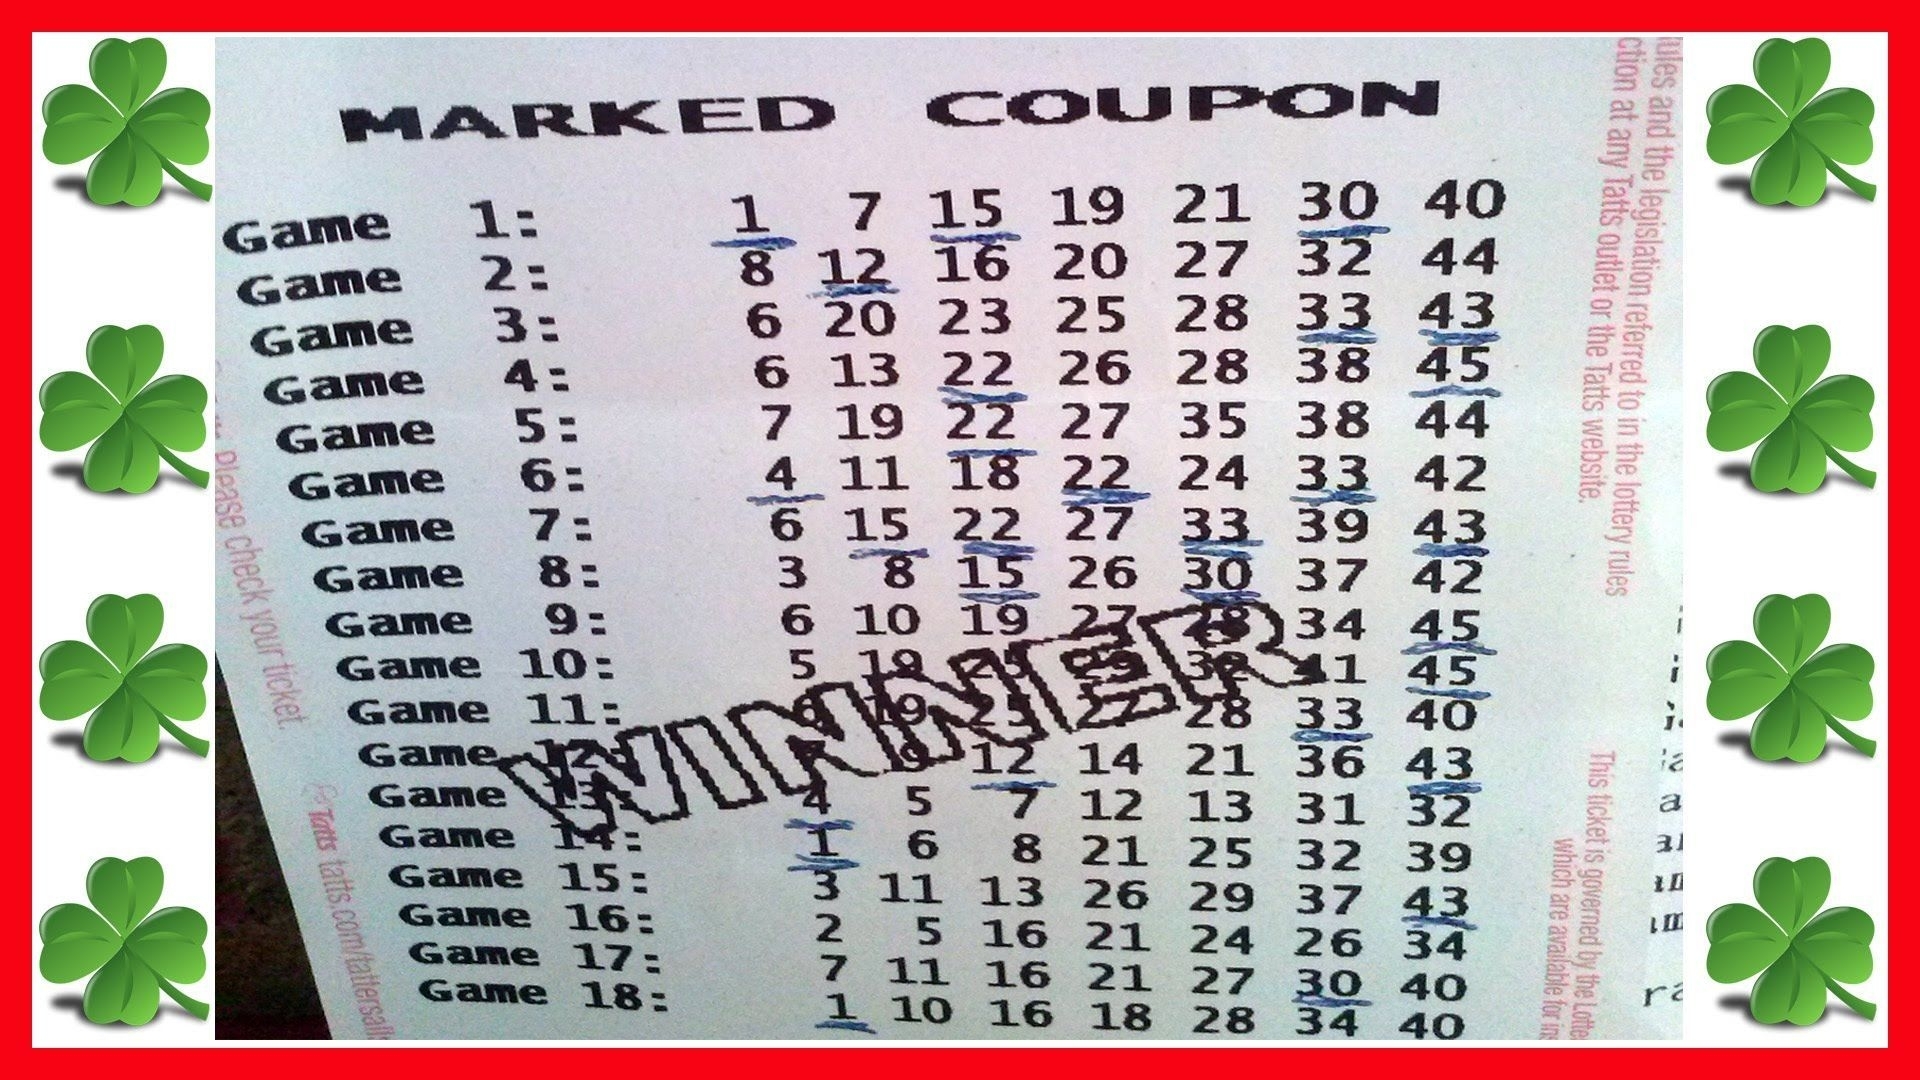 MARKED COUPON
Game 1: 1 7 15 19 21 30 40
Game 2: 8 12 16 20 27 32 44
Game 3: 6 20 23 25 28 33 43
Game 4: 6 13 22 26 28 38 45
Game 5: 7 19 22 27 35 38 44
Game 6: 4 11 18 22 24 33 42
Game 7: 6 15 22 27 33 39 43
Game 8: 3 8 15 26 30 37 42
Game 9: 6 10 19 27 28 34 45
Game 10: 5 41 45
Game 11: 19 28 33 40
Game 12: 9 12 14 21 36 43
Game 13: 4 5 7 12 13 31 32
Game 14: 1 6 8 21 25 32 39
Game 15: 3 11 13 26 29 37 43
Game 16: 2 5 16 21 24 26 34
Game 17: 7 11 16 21 27 30 40
Game 18: 1 10 16 18 28 34 40
WINNER
rules and the legislation referred to in the lottery rules
ction at any Tatts outlet or the Tatts website.
This ticket is governed by the Lotte
which are available for ins
Please check your ticket.
Tatts tatts.com/tattersall